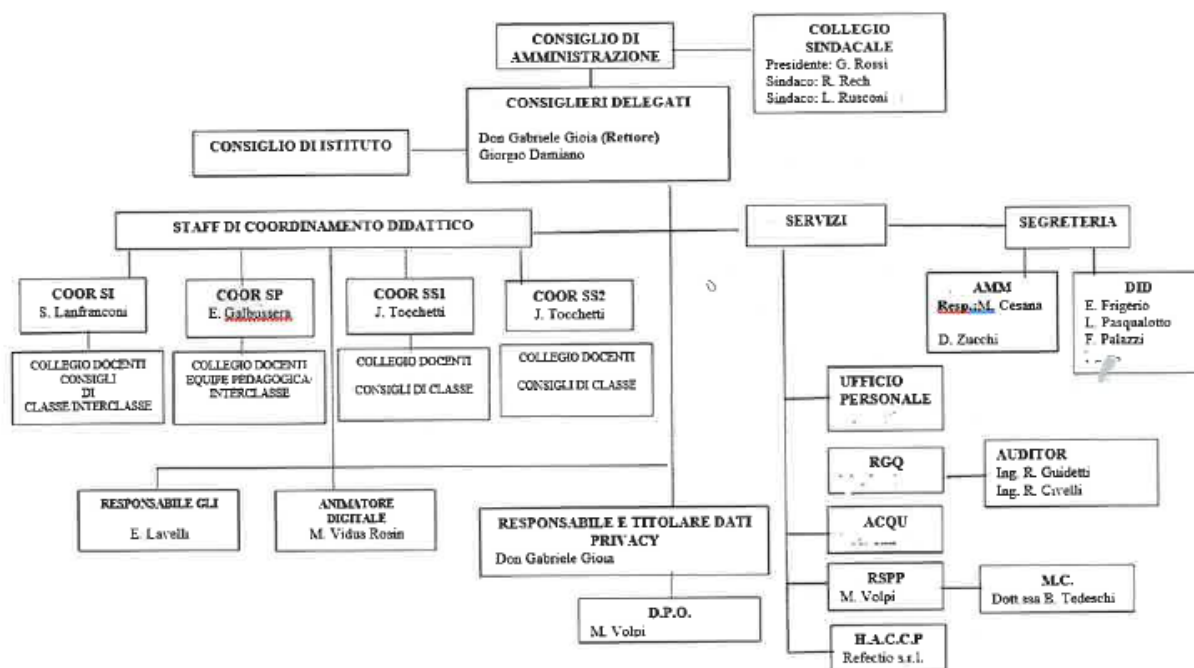 CONSIGLIO DI
AMMINISTRAZIONE
COLLEGIO
SINDACALE
Presidente: G. Rossi
Sindaco: R. Rech
Sindaco: L. Rusconi
CONSIGLIERI DELEGATI
Don Gabriele Gioia (Rettore)
Giorgio Damiano
CONSIGLIO DI ISTITUTO
STAFF DI COORDINAMENTO DIDATTICO
SERVIZI
SEGRETERIA
COOR SI
S. Lanfranconi
COOR SP
E. Galbussera
COOR SS1
J. Tocchetti
COOR SS2
J. Tocchetti
AMM
Resp.:M. Cesana
D. Zucchi
DID
E. Frigerio
L. Pasqualotto
F. Palazzi
COLLEGIO DOCENTI
CONSIGLI
DI
CLASSE/INTERCLASSE
COLLEGIO DOCENTI
EQUIPE PEDAGOGICA/
INTERCLASSE
COLLEGIO DOCENTI
CONSIGLI DI CLASSE
COLLEGIO DOCENTI
CONSIGLI DI CLASSE
UFFICIO
PERSONALE
RGQ
AUDITOR
Ing. R. Guidetti
Ing. R. Civelli
RESPONSABILE GLI
E. Lavelli
ANIMATORE
DIGITALE
M. Vidua Rosin
RESPONSABILE E TITOLARE DATI
PRIVACY
Don Gabriele Gioia
ACQU
RSPP
M. Volpi
M.C.
Dott.ssa B. Tedeschi
D.P.O.
M. Volpi
H.A.C.C.P
Refectio s.r.l.